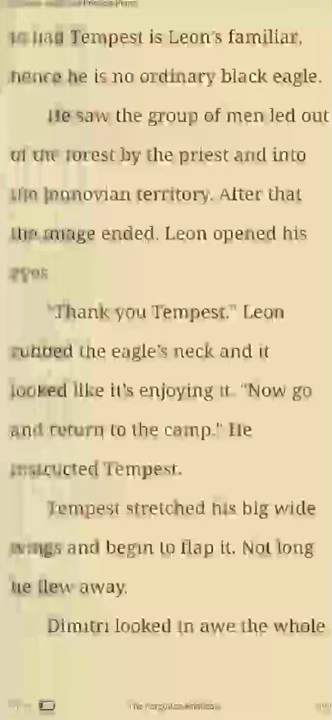 Tempest is Leon's familiar,
hence he is no ordinary black eagle.
He saw the group of men led out
of the forest by the priest and into
the territory. After that
the image ended. Leon opened his
eyes
"Thank you Tempest." Leon
rubbed the eagle's neck and it
looked like it's enjoying it. "Now go
and return to the camp." He
instructed Tempest.
Tempest stretched his big wide
wings and begin to flap it. Not long
he flew away.
Dimitri looked in awe the whole